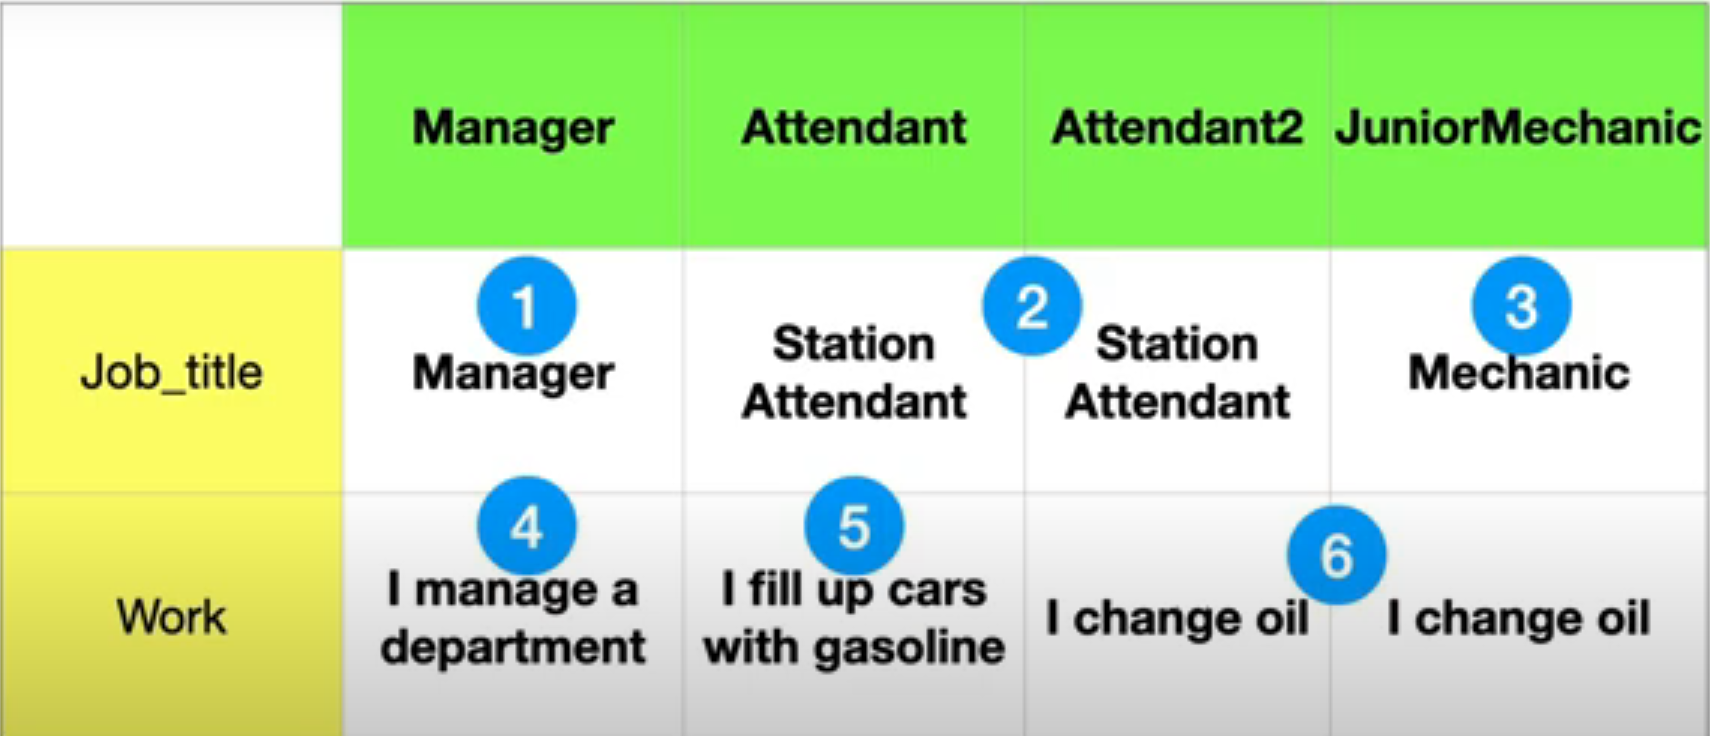 Manager Attendant Attendant2 JuniorMechanic
1 2 3
Job_title Manager Station Attendant Station Attendant Mechanic
4 5 6
Work I manage a department I fill up cars with gasoline I change oil I change oil